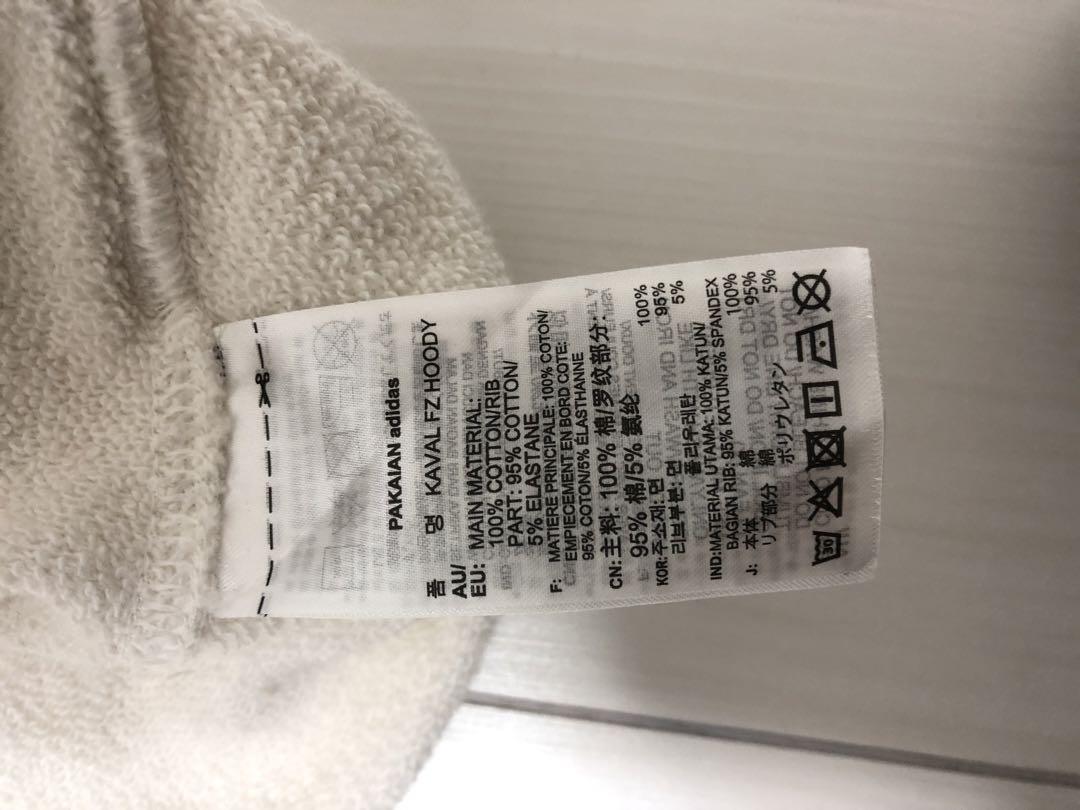 PAKAIAN adidas
품 명 KAVAL FZ HOODY
AU/
EU: MAIN MATERIAL:
100% COTTON/RIB
PART: 95% COTTON/
5% ELASTANE
F: MATIERE PRINCIPALE: 100% COTON/
EMPIECEMENT EN BORD COTE:
95% COTON/5% ÉLASTHANNE
CN: 主料: 100% 棉/罗纹部分:
95% 棉/5% 氨纶
KOR: 주소재: 면 100%
리브부분: 면 95%
폴리우레탄 5%
IND: MATERIAL UTAMA: 100% KATUN/
BAGIAN RIB: 95% KATUN/5% SPANDEX
J: 本体 綿 100%
リブ部分 綿 95%
ポリウレタン 5%
30